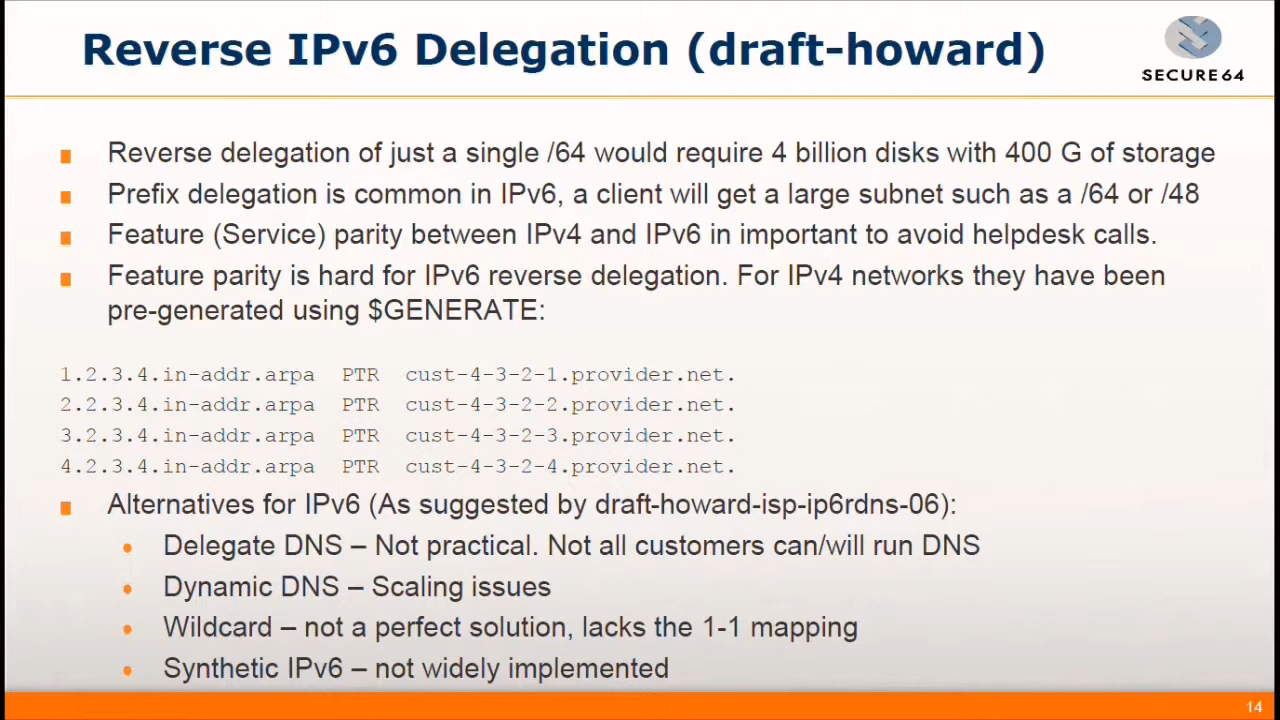 Reverse IPv6 Delegation (draft-howard)
SECURE64
Reverse delegation of just a single /64 would require 4 billion disks with 400 G of storage
Prefix delegation is common in IPv6, a client will get a large subnet such as a /64 or /48
Feature (Service) parity between IPv4 and IPv6 in important to avoid helpdesk calls.
Feature parity is hard for IPv6 reverse delegation. For IPv4 networks they have been
pre-generated using $GENERATE:
1.2.3.4.in-addr.arpa PTR cust-4-3-2-1.provider.net.
2.2.3.4.in-addr.arpa PTR cust-4-3-2-2.provider.net.
3.2.3.4.in-addr.arpa PTR cust-4-3-2-3.provider.net.
4.2.3.4.in-addr.arpa PTR cust-4-3-2-4.provider.net.
Alternatives for IPv6 (As suggested by draft-howard-isp-ip6rdns-06):
Delegate DNS – Not practical. Not all customers can/will run DNS
Dynamic DNS – Scaling issues
Wildcard – not a perfect solution, lacks the 1-1 mapping
Synthetic IPv6 – not widely implemented
14